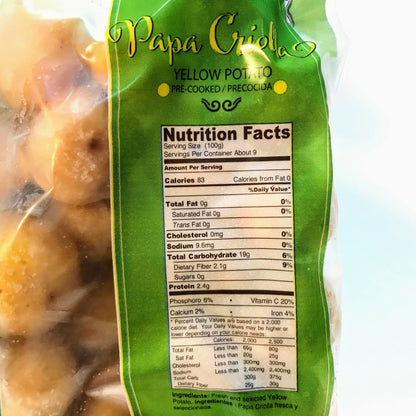 Papa Criolla
YELLOW POTATO
PRE-COOKED / PRECOCIDA
Nutrition Facts
Serving Size (100g)
Servings Per Container About 9
Amount Per Serving
Calories 83 Calories from Fat 0
%Daily Value*
Total Fat 0g 0%
Saturated Fat 0g 0%
Trans Fat 0g
Cholesterol 0mg 0%
Sodium 9.6mg 0%
Total Carbohydrate 19g 6%
Dietary Fiber 2.1g 9%
Sugars 0g
Protein 2.4g
Phosphoro 6% • Vitamin C 20%
Calcium 2% • Iron 4%
* Percent Daily Values are based on a 2,000
calorie diet. Your Daily Values may be higher or
lower depending on your calorie needs:
Calories: 2,000 2,500
Total Fat Less than 65g 80g
Sat Fat Less than 20g 25g
Cholesterol Less than 300mg 300mg
Sodium Less than 2,400mg 2,400mg
Total Carb 300g 375g
Dietary Fiber 25g 30g
Ingredients: Fresh and selected Yellow
Potato. Ingredientes: Papa Criolla fresca y
seleccionada.